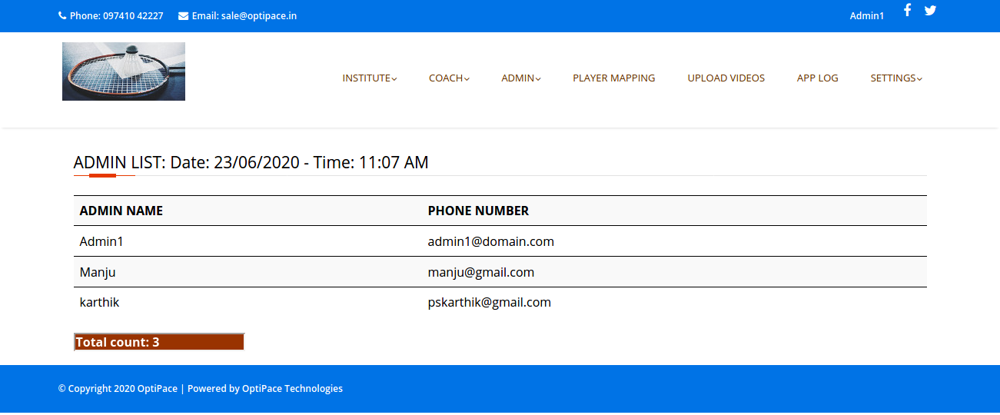 Phone: 097410 42227 Email: sale@optipace.in Admin1
INSTITUTE COACH ADMIN PLAYER MAPPING UPLOAD VIDEOS APP LOG SETTINGS
ADMIN LIST: Date: 23/06/2020 - Time: 11:07 AM
ADMIN NAME PHONE NUMBER
Admin1 admin1@domain.com
Manju manju@gmail.com
karthik pskarthik@gmail.com
Total count: 3
© Copyright 2020 OptiPace | Powered by OptiPace Technologies